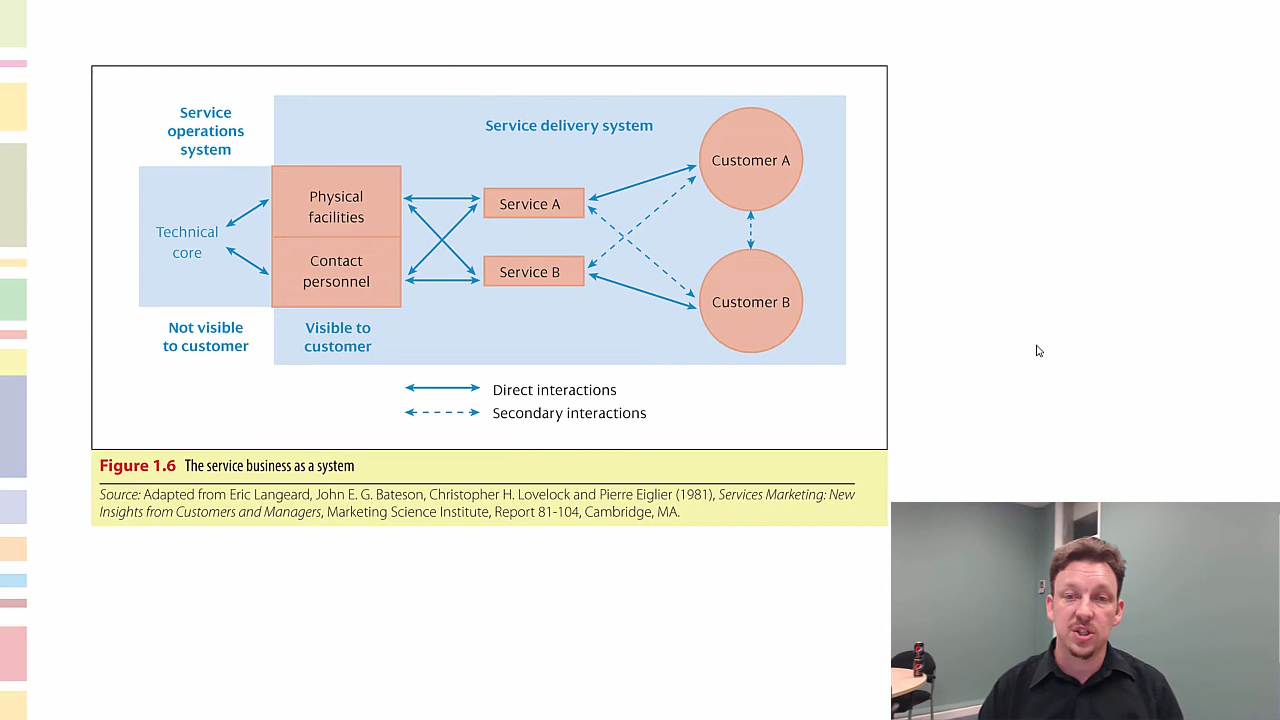 Service
operations
system
Service delivery system
Customer A
Physical
facilities
Service A
Technical
core
Contact
personnel
Service B
Customer B
Not visible
to customer
Visible to
customer
Direct interactions
Secondary interactions
Figure 1.6 The service business as a system
Source: Adapted from Eric Langeard, John E. G. Bateson, Christopher H. Lovelock and Pierre Eiglier (1981), Services Marketing: New
Insights from Customers and Managers, Marketing Science Institute, Report 81-104, Cambridge, MA.